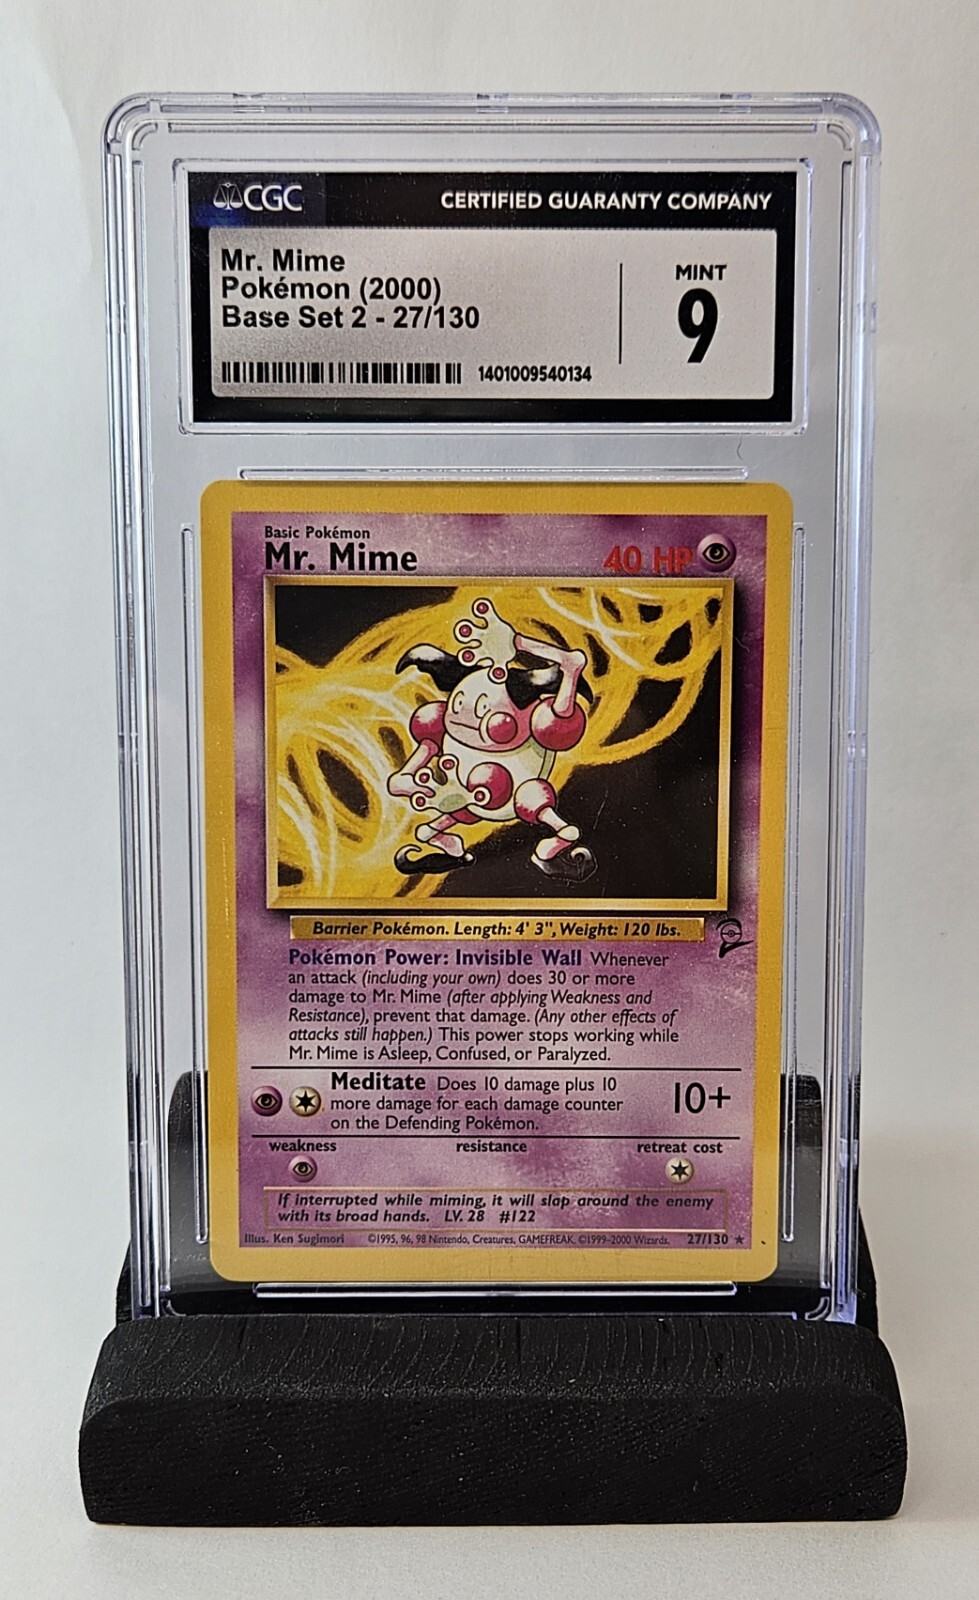 CGC
CERTIFIED GUARANTY COMPANY
Mr. Mime
Pokémon (2000)
Base Set 2 - 27/130
MINT
9
1401009540134
Basic Pokémon
Mr. Mime
40 HP
Barrier Pokémon. Length: 4' 3", Weight: 120 lbs.
Pokémon Power: Invisible Wall Whenever
an attack (including your own) does 30 or more
damage to Mr. Mime (after applying Weakness and
Resistance), prevent that damage. (Any other effects of
attacks still happen.) This power stops working while
Mr. Mime is Asleep, Confused, or Paralyzed.
Meditate Does 10 damage plus 10
more damage for each damage counter
on the Defending Pokémon.
10+
weakness
resistance
retreat cost
If interrupted while miming, it will slap around the enemy
with its broad hands. LV. 28 #122
Illus. Ken Sugimori ©1995, 96, 98 Nintendo, Creatures, GAMEFREAK. ©1999-2000 Wizards. 27/130 ★